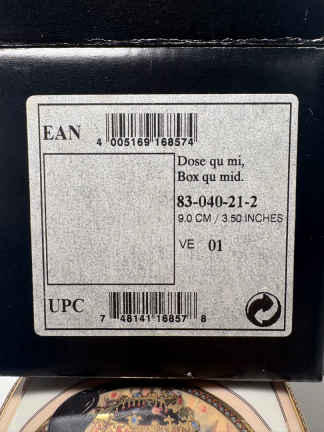 EAN
4 005169 168574
Dose qu mi,
Box qu mid.
83-040-21-2
9.0 CM / 3.50 INCHES
VE 01
UPC
7 48141 16857 8